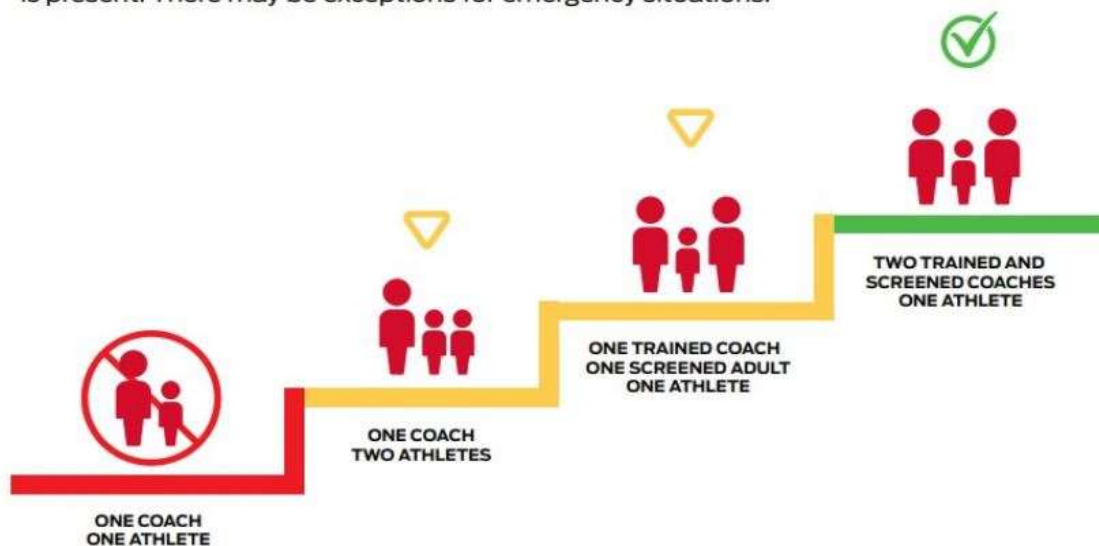 is present. There may be exceptions for emergency situations.
TWO TRAINED AND
SCREENED COACHES
ONE ATHLETE
ONE TRAINED COACH
ONE SCREENED ADULT
ONE ATHLETE
ONE COACH
TWO ATHLETES
ONE COACH
ONE ATHLETE